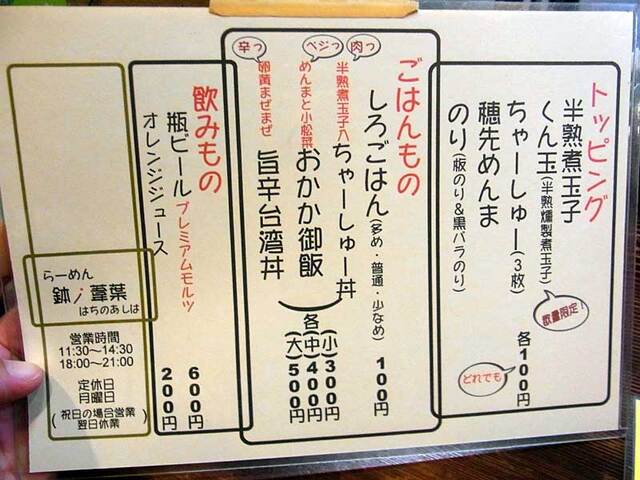 トッピング
半熟煮玉子
くん玉(半熟燻製煮玉子)
数量限定!
ちゃーしゅー(3枚)
穂先めんま
のり(版のり&黒バラのり)
どれでも
各100円
ごはんもの
しろごはん(多め・普通・少なめ) 100円
肉っ
半熟煮玉子入ちゃーしゅー丼
ベジっ
めんまと小松菜おかか御飯
辛っ
卵黄まぜまぜ旨辛台湾丼
各
(小)300円
(中)400円
(大)500円
飲みもの
瓶ビールプレミアムモルツ 600円
オレンジジュース 200円
らーめん
鉢ノ葦葉
はちのあしは
営業時間
11:30~14:30
18:00~21:00
定休日
月曜日
(祝日の場合営業
翌日休業)